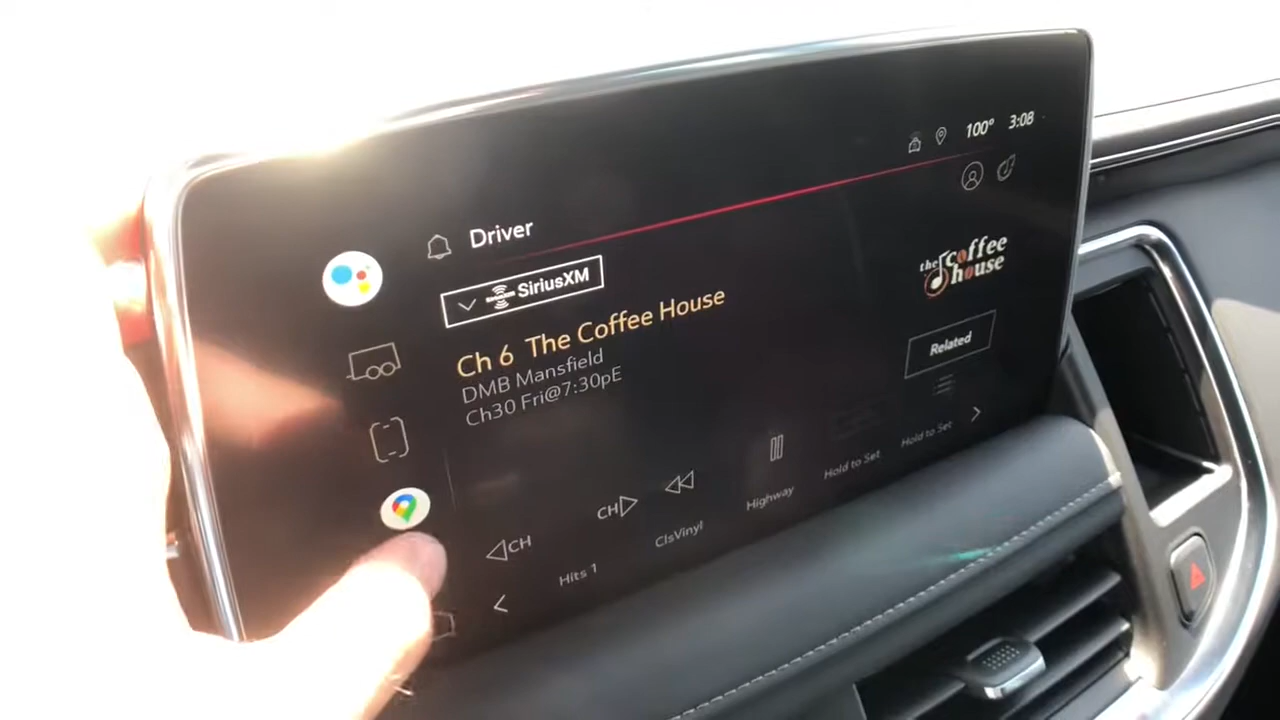 100° 3:08
Driver
SiriusXM
the coffee house
Ch 6 The Coffee House
DMB Mansfield
Ch30 Fri@7:30pE
Related
CH
CH
Hits 1
ClsVinyl
Highway
Hold to Set
Hold to Set